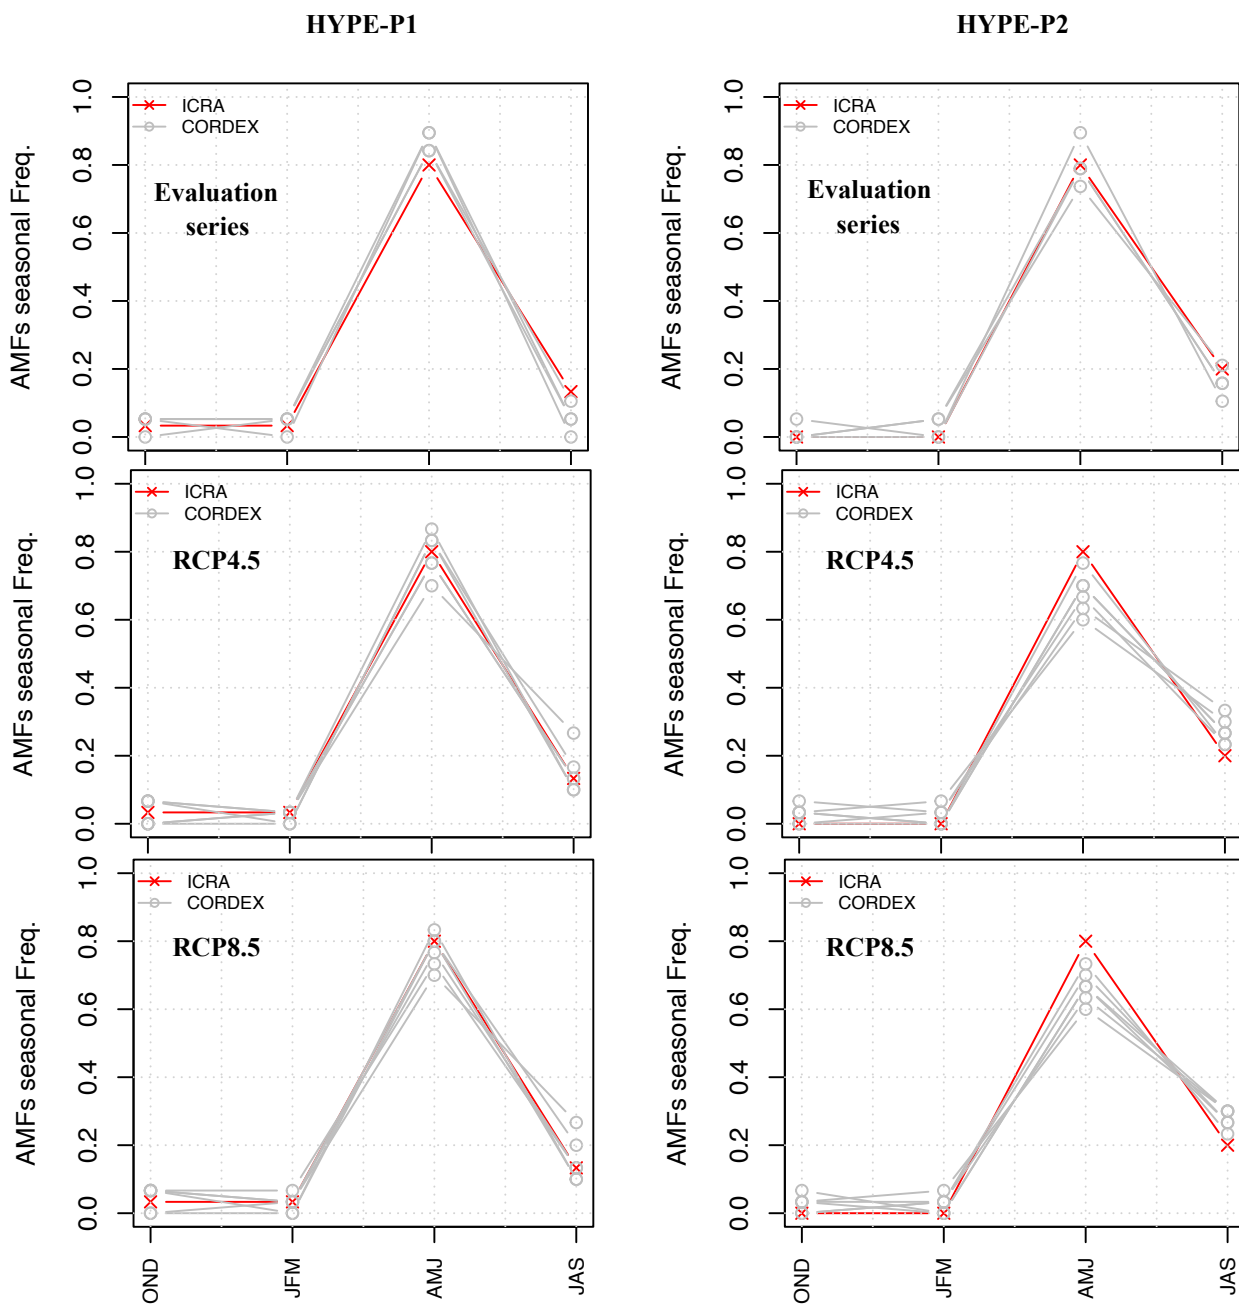 HYPE-P1
HYPE-P2
AMFs seasonal Freq.
1.0
0.8
0.6
0.4
0.2
0.0
ICRA
CORDEX
Evaluation
series
AMFs seasonal Freq.
1.0
0.8
0.6
0.4
0.2
0.0
ICRA
CORDEX
Evaluation
series
AMFs seasonal Freq.
1.0
0.8
0.6
0.4
0.2
0.0
ICRA
CORDEX
RCP4.5
AMFs seasonal Freq.
1.0
0.8
0.6
0.4
0.2
0.0
ICRA
CORDEX
RCP4.5
AMFs seasonal Freq.
1.0
0.8
0.6
0.4
0.2
0.0
ICRA
CORDEX
RCP8.5
OND
JFM
AMJ
JAS
AMFs seasonal Freq.
1.0
0.8
0.6
0.4
0.2
0.0
ICRA
CORDEX
RCP8.5
OND
JFM
AMJ
JAS